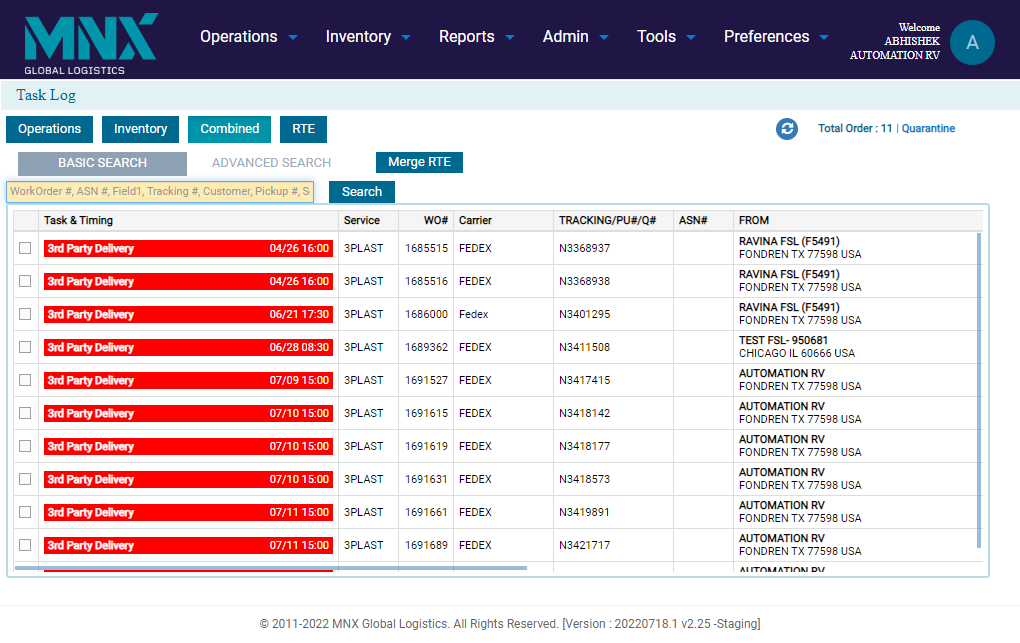 MNX
GLOBAL LOGISTICS
Operations Inventory Reports Admin Tools Preferences
Welcome
ABHISHEK
AUTOMATION RV
A
Task Log
Operations Inventory Combined RTE
Total Order : 11 | Quarantine
BASIC SEARCH ADVANCED SEARCH Merge RTE
WorkOrder #, ASN #, Field1, Tracking #, Customer, Pickup #, S Search
Task & Timing Service WO# Carrier TRACKING/PU#/Q# ASN# FROM
3rd Party Delivery 04/26 16:00 3PLAST 1685515 FEDEX N3368937 RAVINA FSL (F5491)
FONDREN TX 77598 USA
3rd Party Delivery 04/26 16:00 3PLAST 1685516 FEDEX N3368938 RAVINA FSL (F5491)
FONDREN TX 77598 USA
3rd Party Delivery 06/21 17:30 3PLAST 1686000 Fedex N3401295 RAVINA FSL (F5491)
FONDREN TX 77598 USA
3rd Party Delivery 06/28 08:30 3PLAST 1689362 FEDEX N3411508 TEST FSL- 950681
CHICAGO IL 60666 USA
3rd Party Delivery 07/09 15:00 3PLAST 1691527 FEDEX N3417415 AUTOMATION RV
FONDREN TX 77598 USA
3rd Party Delivery 07/10 15:00 3PLAST 1691615 FEDEX N3418142 AUTOMATION RV
FONDREN TX 77598 USA
3rd Party Delivery 07/10 15:00 3PLAST 1691619 FEDEX N3418177 AUTOMATION RV
FONDREN TX 77598 USA
3rd Party Delivery 07/10 15:00 3PLAST 1691631 FEDEX N3418573 AUTOMATION RV
FONDREN TX 77598 USA
3rd Party Delivery 07/11 15:00 3PLAST 1691661 FEDEX N3419891 AUTOMATION RV
FONDREN TX 77598 USA
3rd Party Delivery 07/11 15:00 3PLAST 1691689 FEDEX N3421717 AUTOMATION RV
FONDREN TX 77598 USA
AUTOMATION RV
© 2011-2022 MNX Global Logistics. All Rights Reserved. [Version : 20220718.1 v2.25 -Staging]